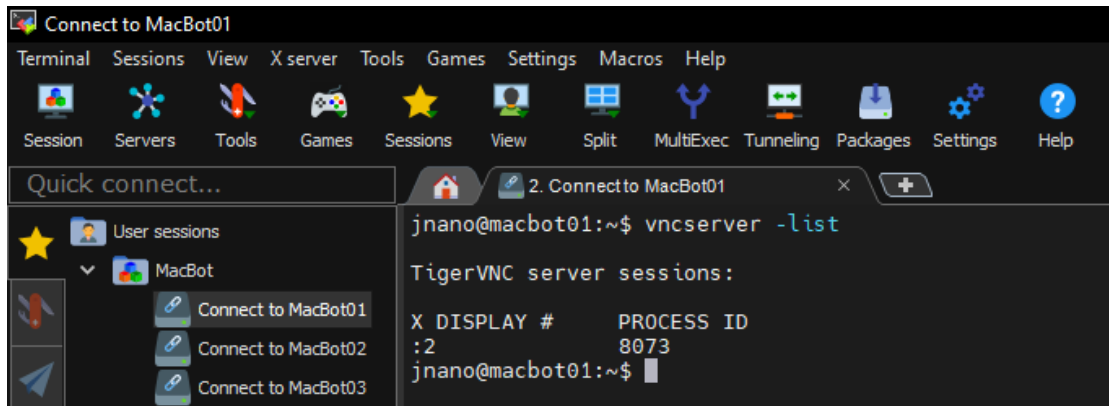 Connect to MacBot01
Terminal Sessions View X server Tools Games Settings Macros Help
Session Servers Tools Games Sessions View Split MultiExec Tunneling Packages Settings Help
Quick connect...
2. Connect to MacBot01
User sessions
MacBot
Connect to MacBot01
Connect to MacBot02
Connect to MacBot03
jnano@macbot01:~$ vncserver -list
TigerVNC server sessions:
X DISPLAY # PROCESS ID
:2 8073
jnano@macbot01:~$